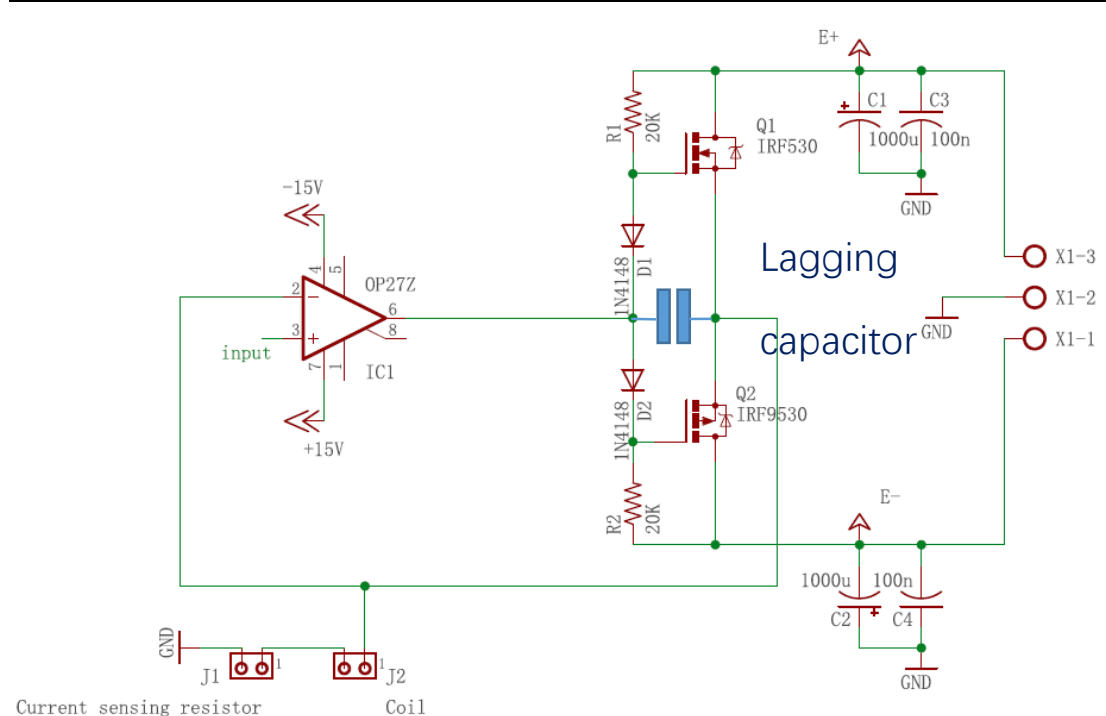 E+
C1
C3
1000u
100n
R1
20K
Q1
IRF530
GND
-15V
4
5
OP27Z
2
6
3
8
input
7
1
IC1
+15V
1N4148
D1
Lagging
capacitor
X1-3
X1-2
GND
X1-1
1N4148
D2
Q2
IRF9530
R2
20K
E-
1000u
100n
C2
C4
GND
GND
J1
1
J2
1
Current sensing resistor
Coil